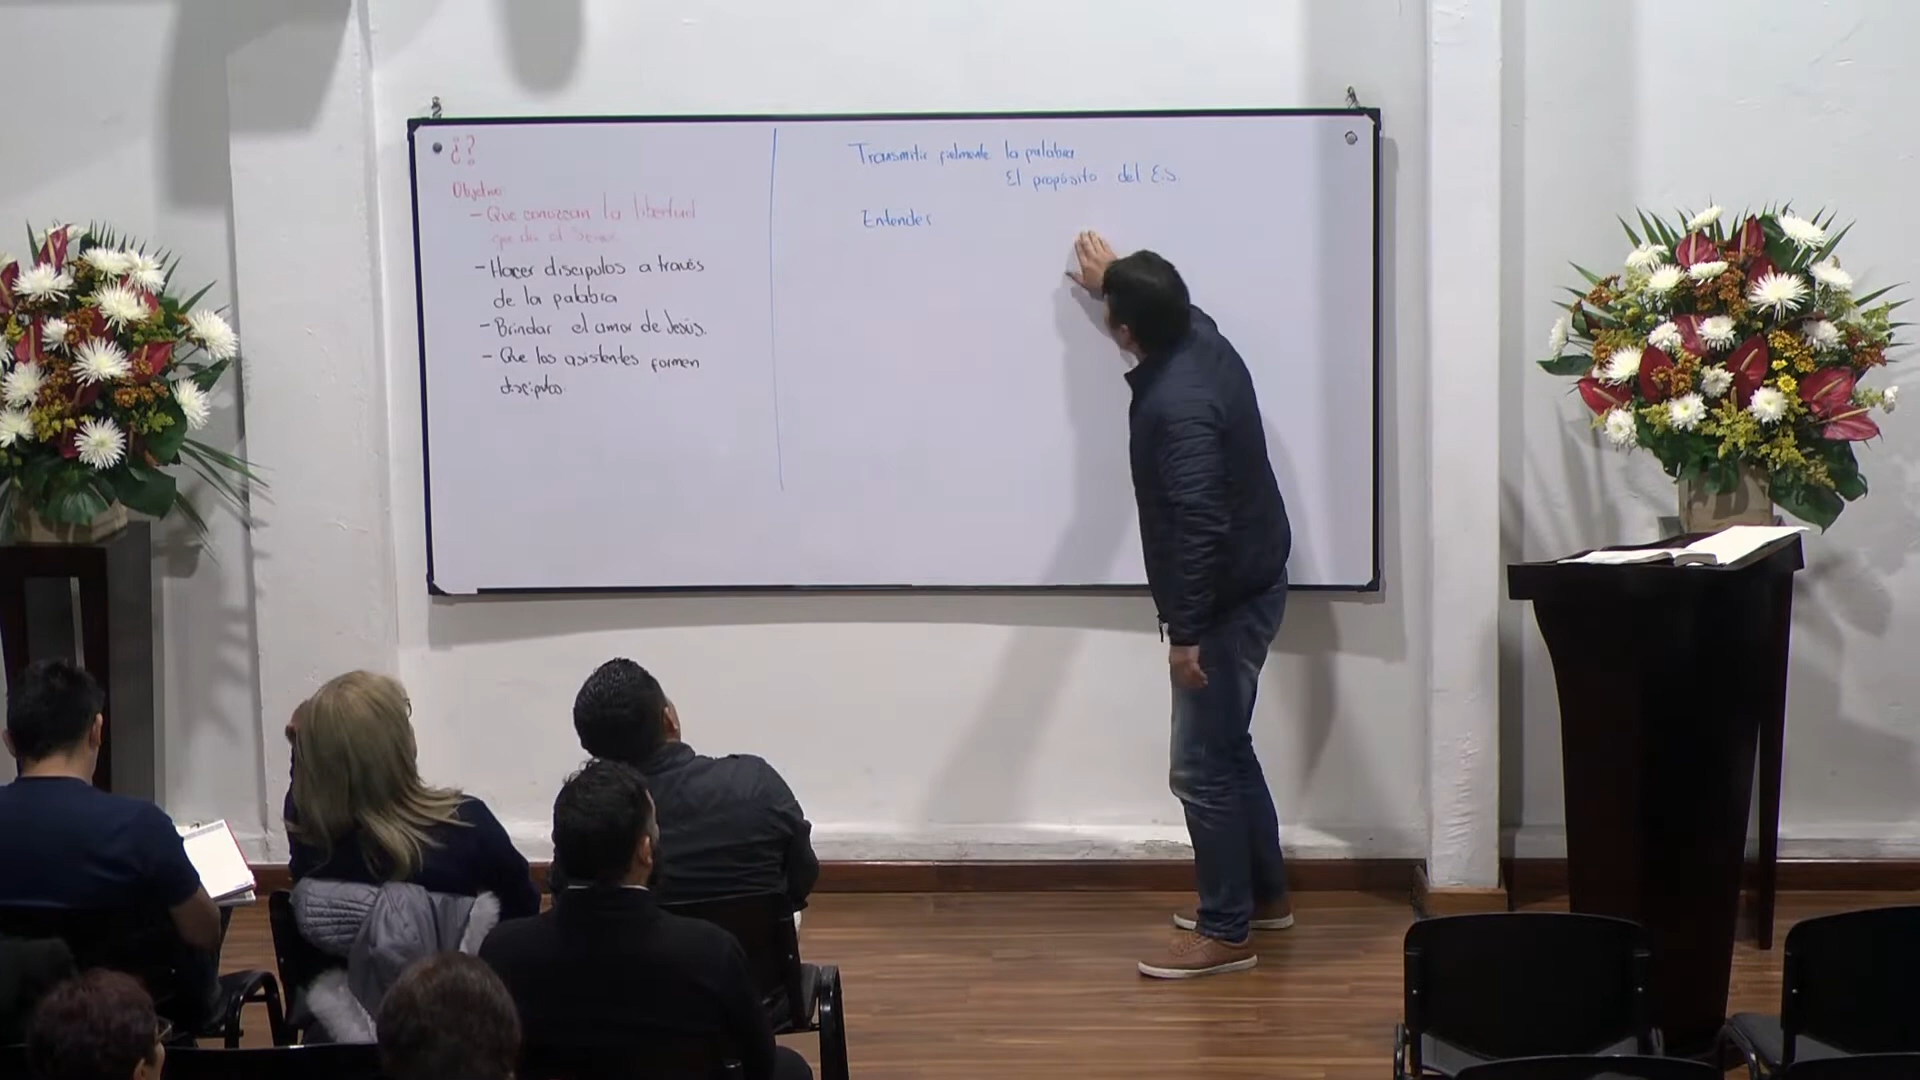 ¿?
Objetivo
- Que conozcan la libertad
que da el Señor
- Hacer discipulos a través
de la palabra
- Brindar el amor de Jesús.
- Que los asistentes formen
discipulos.
Transmitir fielmente la palabra
El propósito del E.S.
Entender